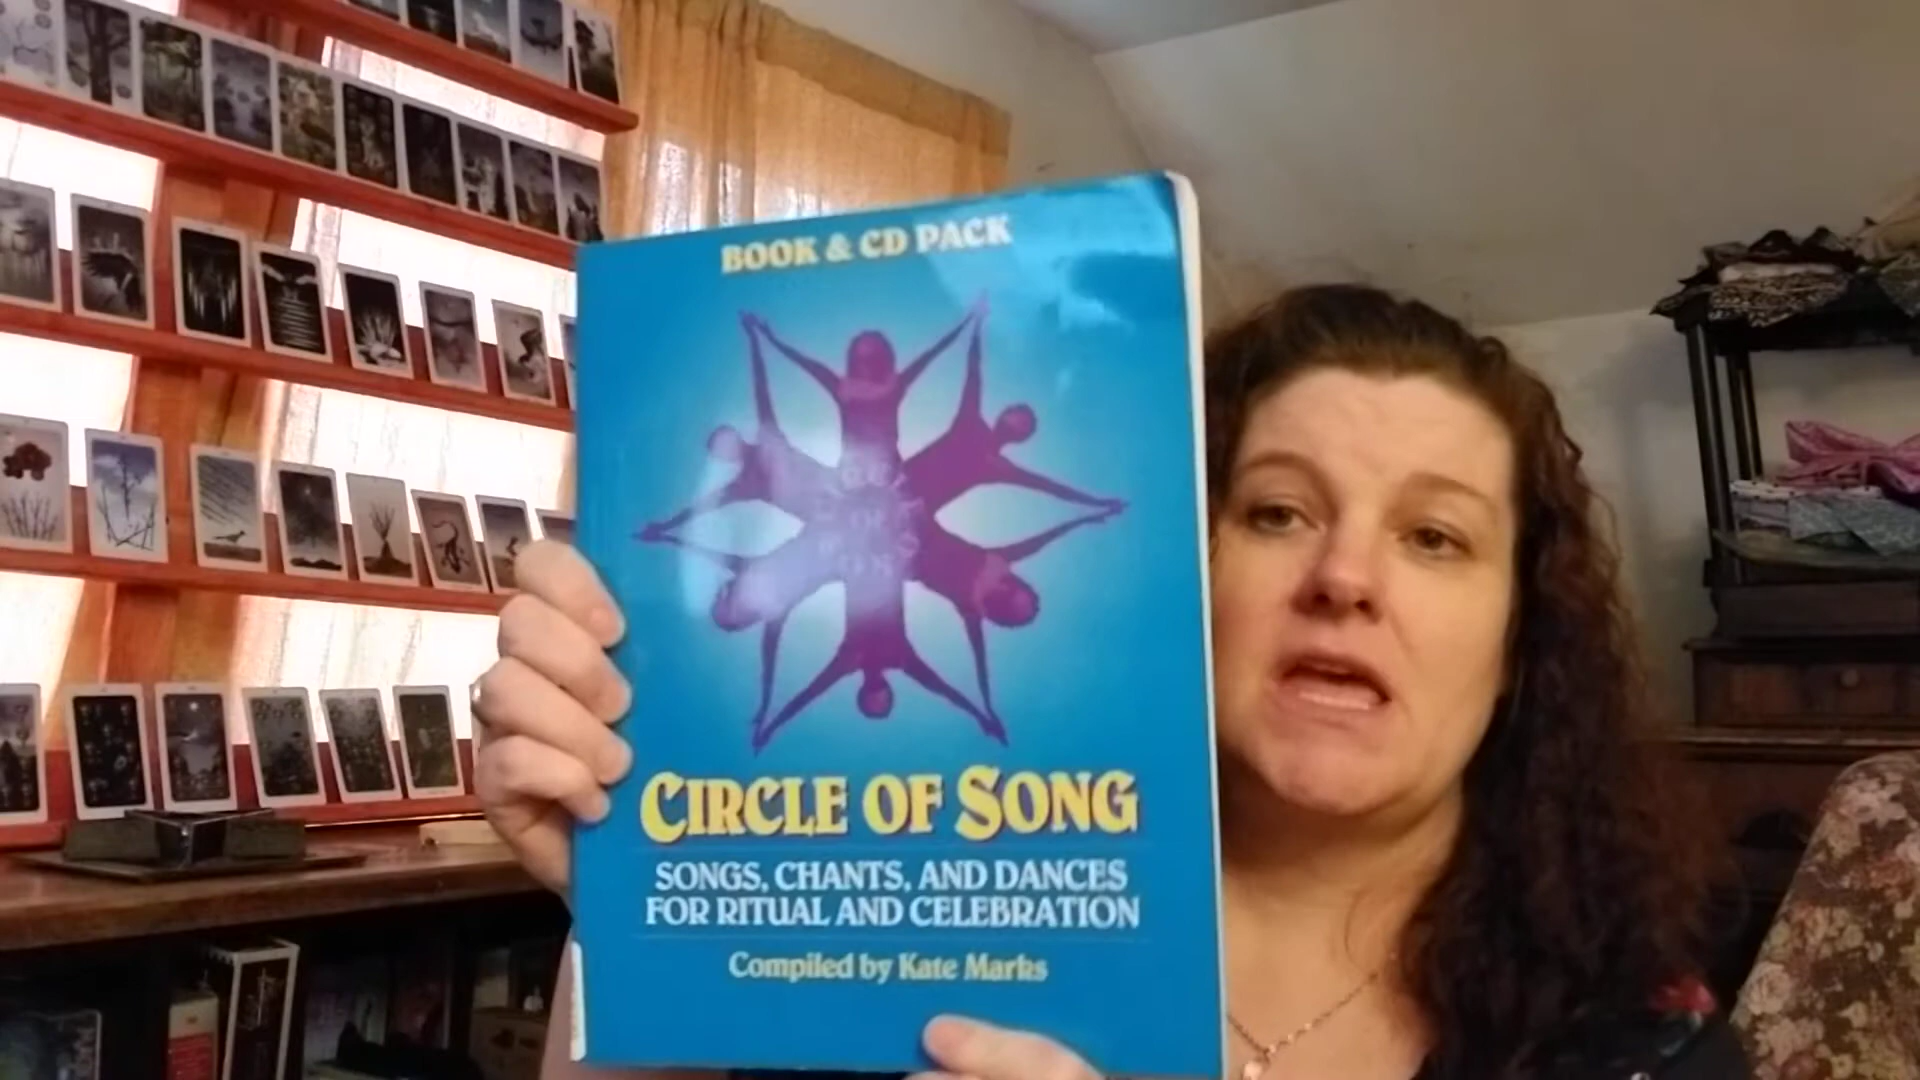 BOOK & CD PACK
CIRCLE OF SONG
SONGS, CHANTS, AND DANCES
FOR RITUAL AND CELEBRATION
Compiled by Kate Marks